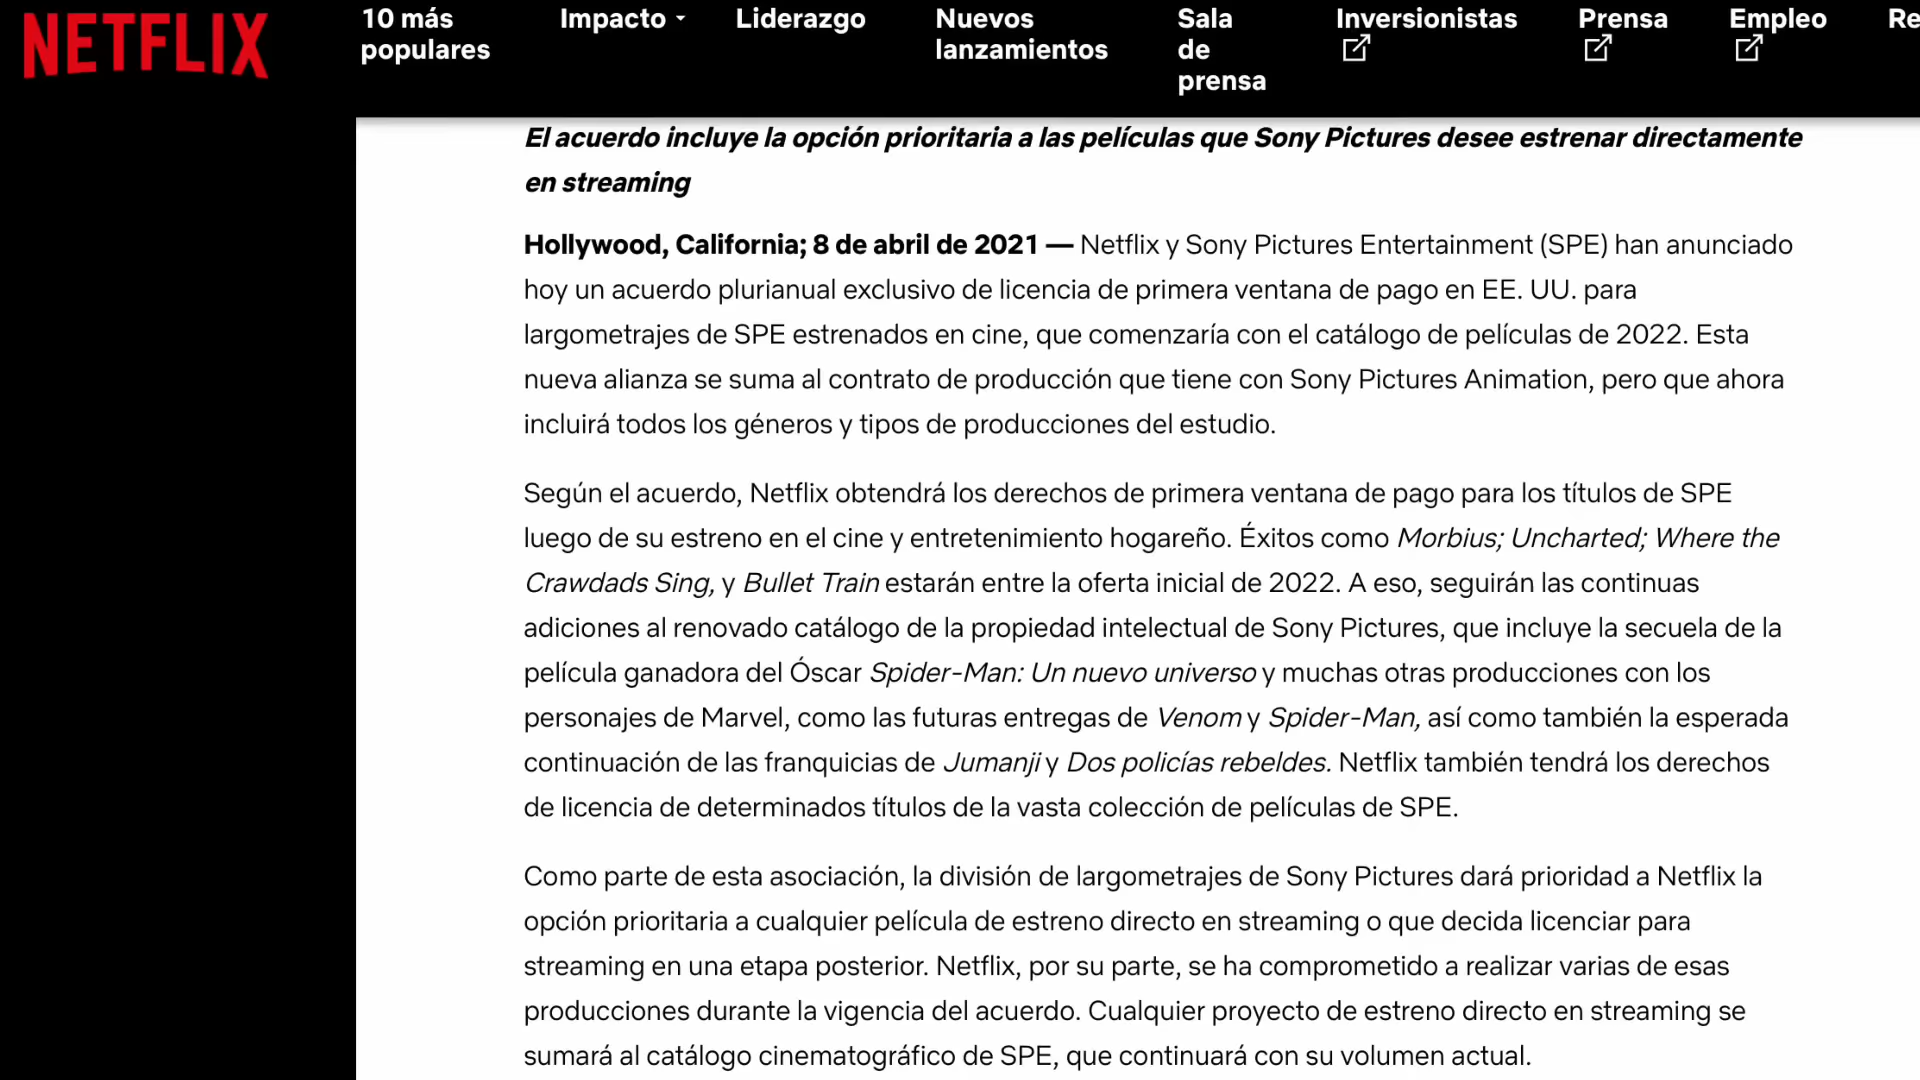 NETFLIX
10 más populares
Impacto
Liderazgo
Nuevos lanzamientos
Sala de prensa
Inversionistas
Prensa
Empleo
Re
El acuerdo incluye la opción prioritaria a las películas que Sony Pictures desee estrenar directamente
en streaming
Hollywood, California; 8 de abril de 2021 — Netflix y Sony Pictures Entertainment (SPE) han anunciado
hoy un acuerdo plurianual exclusivo de licencia de primera ventana de pago en EE. UU. para
largometrajes de SPE estrenados en cine, que comenzaría con el catálogo de películas de 2022. Esta
nueva alianza se suma al contrato de producción que tiene con Sony Pictures Animation, pero que ahora
incluirá todos los géneros y tipos de producciones del estudio.
Según el acuerdo, Netflix obtendrá los derechos de primera ventana de pago para los títulos de SPE
luego de su estreno en el cine y entretenimiento hogareño. Éxitos como Morbius; Uncharted; Where the
Crawdads Sing, y Bullet Train estarán entre la oferta inicial de 2022. A eso, seguirán las continuas
adiciones al renovado catálogo de la propiedad intelectual de Sony Pictures, que incluye la secuela de la
película ganadora del Óscar Spider-Man: Un nuevo universo y muchas otras producciones con los
personajes de Marvel, como las futuras entregas de Venom y Spider-Man, así como también la esperada
continuación de las franquicias de Jumanji y Dos policías rebeldes. Netflix también tendrá los derechos
de licencia de determinados títulos de la vasta colección de películas de SPE.
Como parte de esta asociación, la división de largometrajes de Sony Pictures dará prioridad a Netflix la
opción prioritaria a cualquier película de estreno directo en streaming o que decida licenciar para
streaming en una etapa posterior. Netflix, por su parte, se ha comprometido a realizar varias de esas
producciones durante la vigencia del acuerdo. Cualquier proyecto de estreno directo en streaming se
sumará al catálogo cinematográfico de SPE, que continuará con su volumen actual.